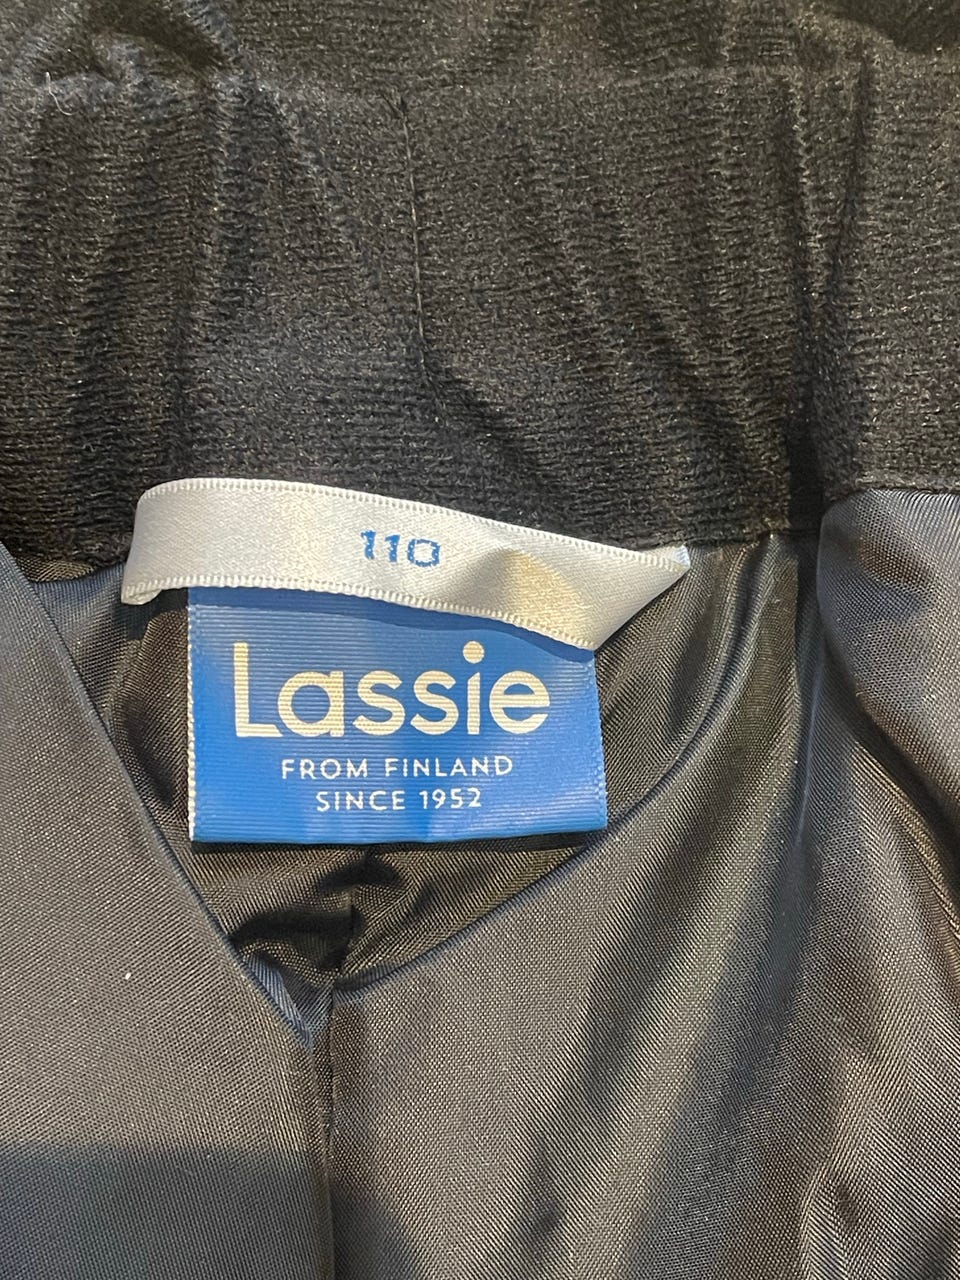 110
Lassie
FROM FINLAND
SINCE 1952